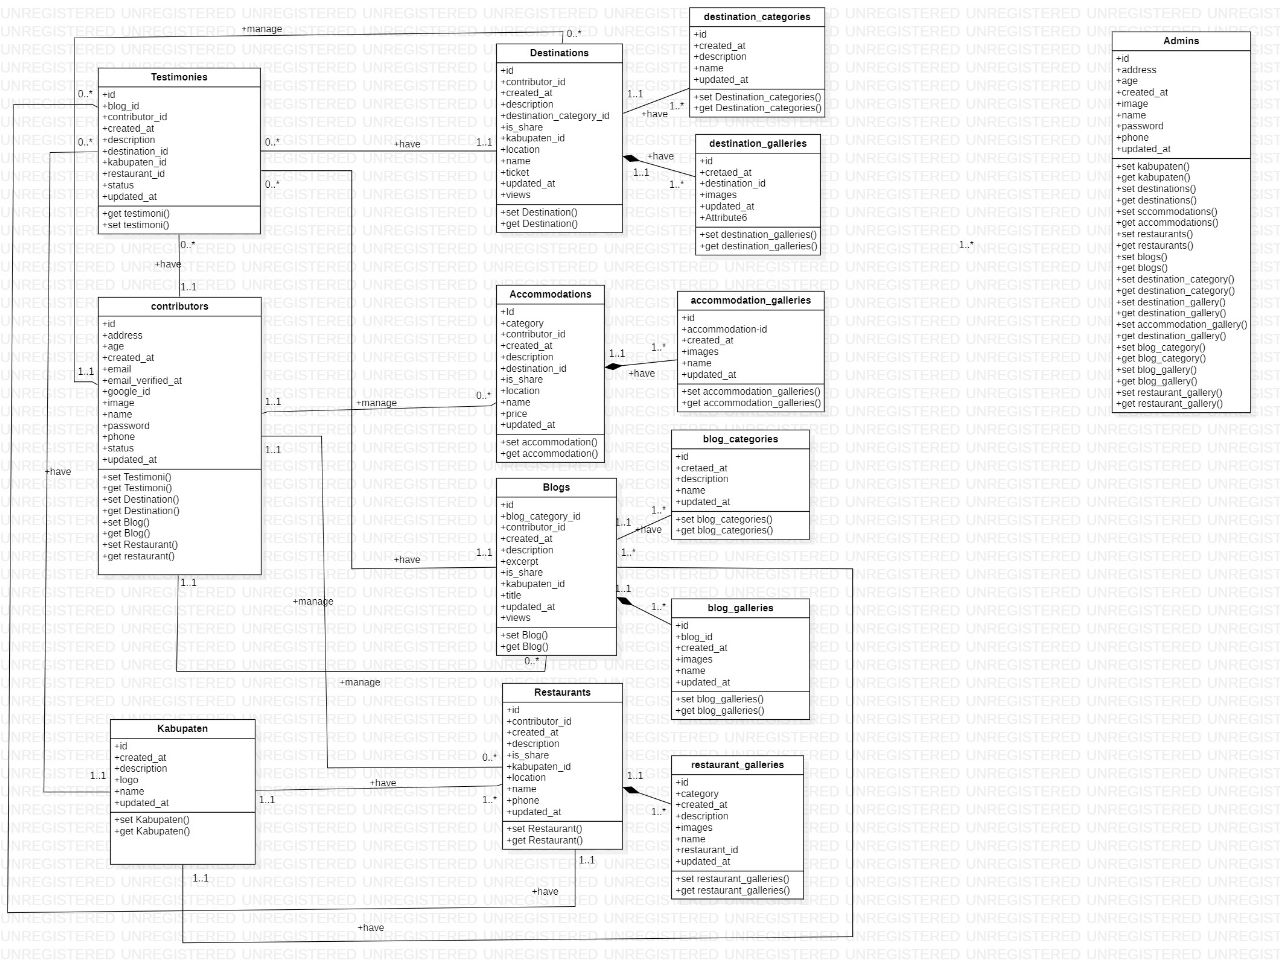 UNREGISTERED
+manage
0..*
Testimonies
+id
+blog_id
+contributor_id
+created_at
+description
+destination_id
+kabupaten_id
+restaurant_id
+status
+updated_at
+get testimoni()
+set testimoni()
0..*
0..*
0..*
+have
1..1
0..*
0..*
+have
1..1
Destinations
+id
+contributor_id
+created_at
+description
+destination_category_id
+is_share
+kabupaten_id
+location
+name
+ticket
+updated_at
+views
+set Destination()
+get Destination()
1..1
1..*
+have
destination_categories
+id
+created_at
+description
+name
+updated_at
+set Destination_categories()
+get Destination_categories()
+have
1..1
1..*
destination_galleries
+id
+cretaed_at
+destination_id
+images
+updated_at
+Attribute6
+set destination_galleries()
+get destination_galleries()
1..*
Admins
+id
+address
+age
+created_at
+image
+name
+password
+phone
+updated_at
+set kabupaten()
+get kabupaten()
+set destinations()
+get destinations()
+set sccommodations()
+get accommodations()
+set restaurants()
+get restaurants()
+set blogs()
+get blogs()
+set destination_category()
+get destination_category()
+set destination_gallery()
+get destination_gallery()
+set accommodation_gallery()
+get destination_gallery()
+set blog_category()
+get blog_category()
+set blog_gallery()
+get blog_gallery()
+set restaurant_gallery()
+get restaurant_gallery()
contributors
+id
+address
+age
+created_at
+email
+email_verified_at
+google_id
+image
+name
+password
+phone
+status
+updated_at
+set Testimoni()
+get Testimoni()
+set Destination()
+get Destination()
+set Blog()
+get Blog()
+set Restaurant()
+get restaurant()
1..1
1..1
+manage
0..*
1..1
+have
1..1
Accommodations
+Id
+category
+contributor_id
+created_at
+description
+destination_id
+is_share
+location
+name
+price
+updated_at
+set accommodation()
+get accommodation()
1..1
1..*
+have
accommodation_galleries
+id
+accommodation-id
+created_at
+images
+name
+updated_at
+set accommodation_galleries()
+get accommodation_galleries()
Blogs
+id
+blog_category_id
+contributor_id
+created_at
+description
+excerpt
+is_share
+kabupaten_id
+title
+updated_at
+views
+set Blog()
+get Blog()
+have
1..1
+manage
0..*
+manage
1..1
1..*
+have
1..*
blog_categories
+id
+cretaed_at
+description
+name
+updated_at
+set blog_categories()
+get blog_categories()
1..1
1..*
blog_galleries
+id
+blog_id
+created_at
+images
+name
+updated_at
+set blog_galleries()
+get blog_galleries()
Kabupaten
+id
+created_at
+description
+logo
+name
+updated_at
+set Kabupaten()
+get Kabupaten()
1..1
1..1
+have
0..*
1..*
Restaurants
+id
+contributor_id
+created_at
+description
+is_share
+kabupaten_id
+location
+name
+phone
+updated_at
+set Restaurant()
+get Restaurant()
1..1
1..*
restaurant_galleries
+id
+category
+created_at
+description
+images
+name
+restaurant_id
+updated_at
+set restaurant_galleries()
+get restaurant_galleries()
1..1
1..1
+have
+have